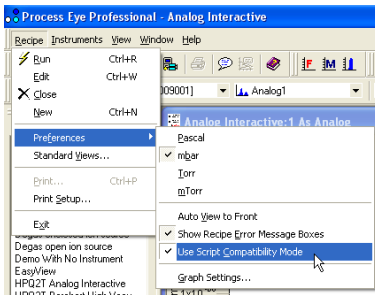 Process Eye Professional - Analog Interactive
Recipe Instruments View Window Help
Run Ctrl+R
Edit Ctrl+W
Close
New Ctrl+N
009001] Analog1
Analog Interactive:1 As Analog
Preferences
Standard Views...
Print... Ctrl+P
Print Setup...
Exit
Pascal
mbar
Torr
mTorr
Auto View to Front
Show Recipe Error Message Boxes
Use Script Compatibility Mode
Graph Settings...
Degas open ion source
Demo With No Instrument
EasyView
HPQ2T Analog Interactive